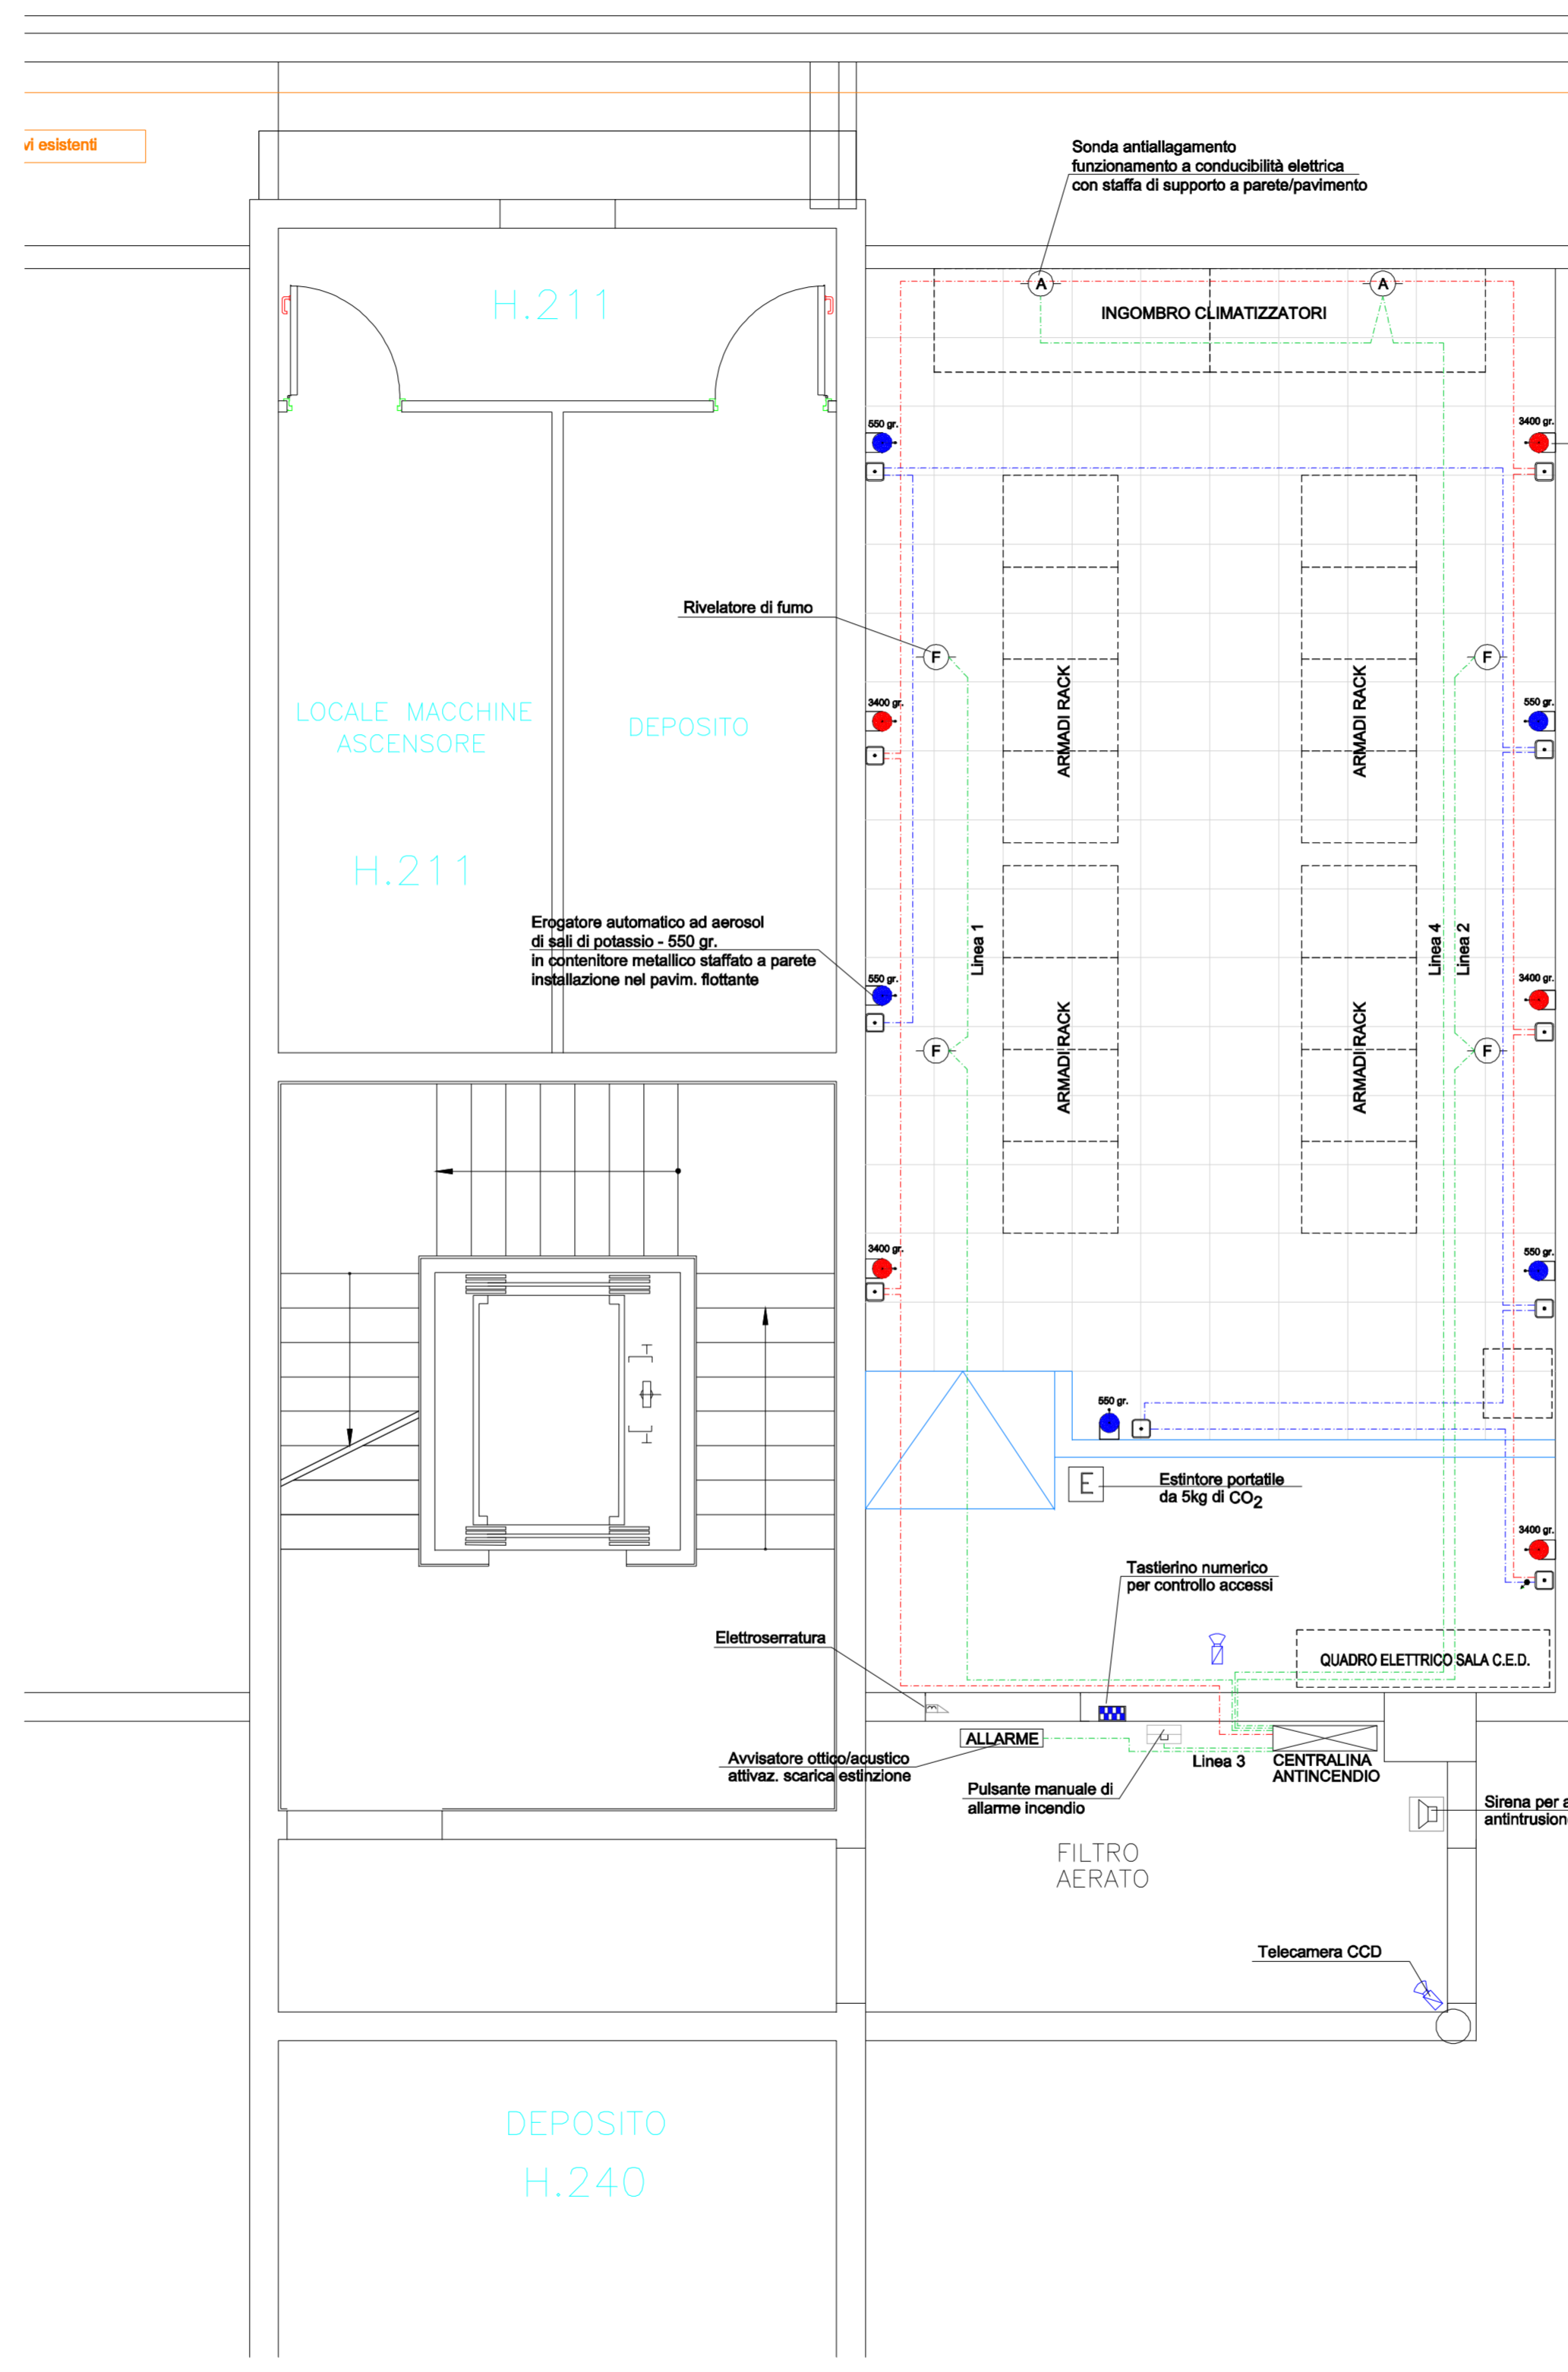 vi esistenti
Sonda antiallagamento
funzionamento a conducibilità elettrica
con staffa di supporto a parete/pavimento
H.211
A
A
INGOMBRO CLIMATIZZATORI
550 gr.
3400 gr.
Rivelatore di fumo
F
F
LOCALE MACCHINE
ASCENSORE
DEPOSITO
3400 gr.
ARMADI RACK
ARMADI RACK
550 gr.
H.211
Erogatore automatico ad aerosol
di sali di potassio - 550 gr.
in contenitore metallico staffato a parete
installazione nel pavim. flottante
Linea 1
Linea 4
Linea 2
550 gr.
3400 gr.
F
F
ARMADI RACK
ARMADI RACK
3400 gr.
550 gr.
550 gr.
E
Estintore portatile
da 5kg di CO2
3400 gr.
Tastierino numerico
per controllo accessi
Elettroserratura
QUADRO ELETTRICO SALA C.E.D.
ALLARME
Avvisatore ottico/acustico
attivaz. scarica estinzione
Linea 3
CENTRALINA
ANTINCENDIO
Pulsante manuale di
allarme incendio
Sirena per
FILTRO
AERATO
Telecamera CCD
DEPOSITO
H.240